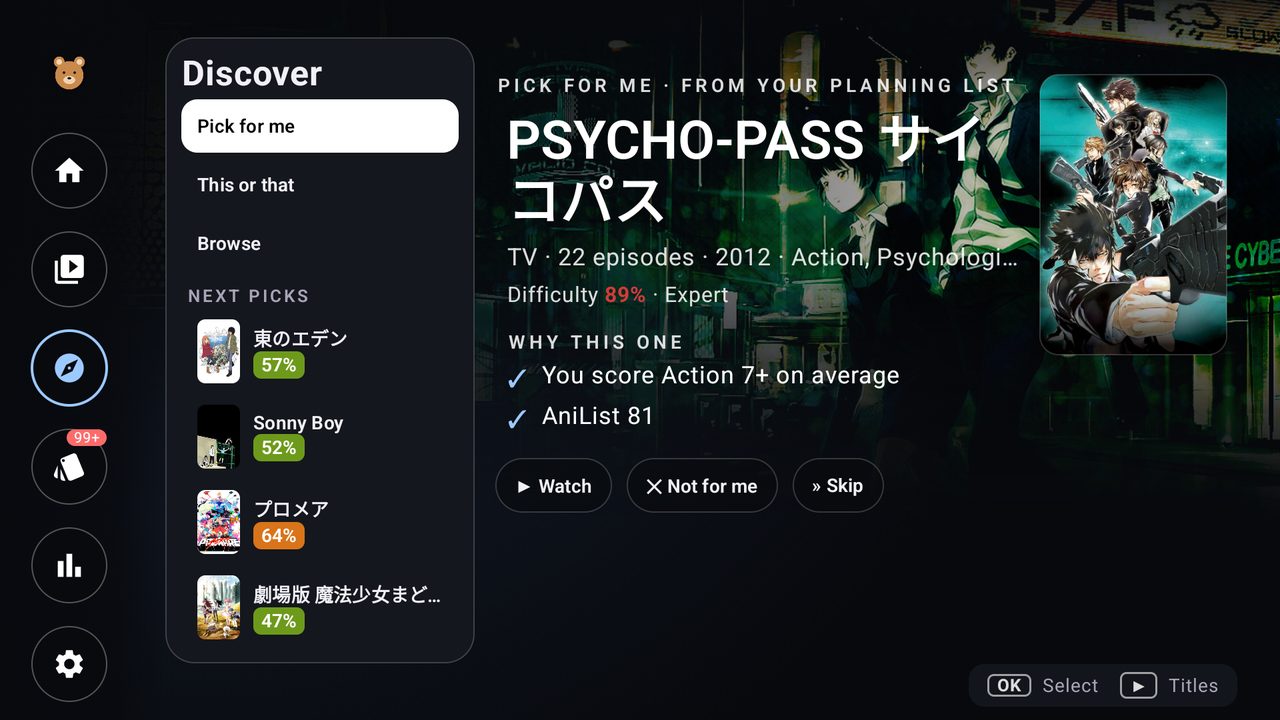 Discover
Pick for me
This or that
Browse
NEXT PICKS
東のエデン
57%
Sonny Boy
52%
プロメア
64%
劇場版 魔法少女まど…
47%
99+
PICK FOR ME · FROM YOUR PLANNING LIST
PSYCHO-PASS サイ
コパス
TV · 22 episodes · 2012 · Action, Psychologi…
Difficulty 89% · Expert
WHY THIS ONE
✓ You score Action 7+ on average
✓ AniList 81
► Watch
✕ Not for me
» Skip
OK Select ► Titles